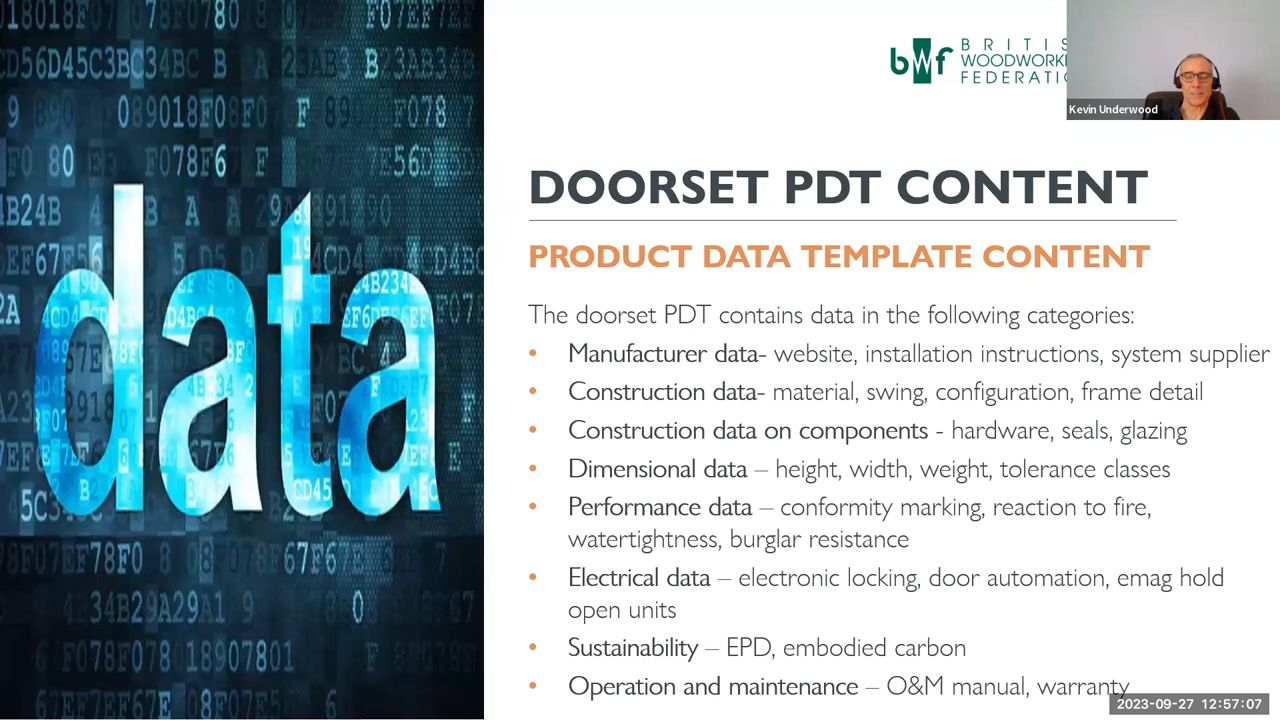 bwf
BRITIS
WOODWORKI
FEDERATIO
Kevin Underwood
DOORSET PDT CONTENT
PRODUCT DATA TEMPLATE CONTENT
The doorset PDT contains data in the following categories:
• Manufacturer data- website, installation instructions, system supplier
• Construction data- material, swing, configuration, frame detail
• Construction data on components - hardware, seals, glazing
• Dimensional data – height, width, weight, tolerance classes
• Performance data – conformity marking, reaction to fire,
watertightness, burglar resistance
• Electrical data – electronic locking, door automation, emag hold
open units
• Sustainability – EPD, embodied carbon
• Operation and maintenance – O&M manual, warranty
2023-09-27 12:57:07
data